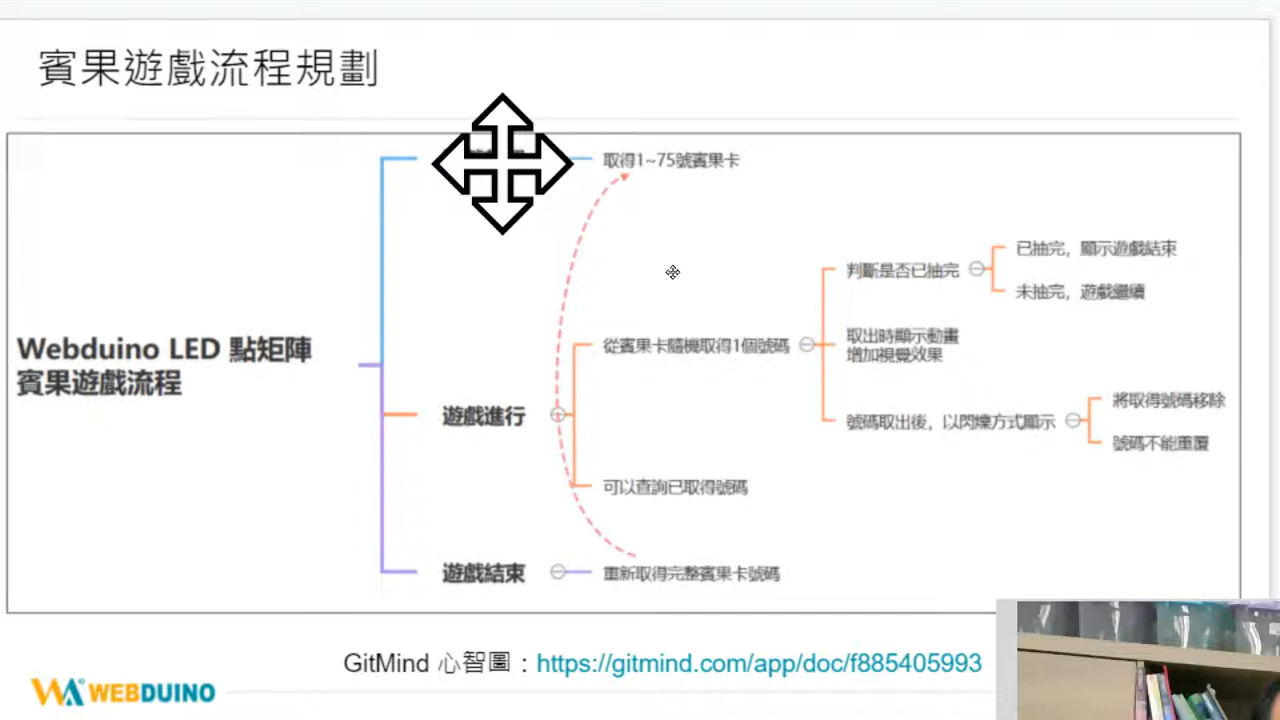 賓果遊戲流程規劃
取得1~75號賓果卡
已抽完，顯示遊戲結束
判斷是否已抽完
未抽完，遊戲繼續
Webduino LED 點矩陣
賓果遊戲流程
從賓果卡隨機取得1個號碼
取出時顯示動畫
增加視覺效果
遊戲進行
將取得號碼移除
號碼取出後，以閃爍方式顯示
號碼不能重覆
可以查詢已取得號碼
遊戲結束
重新取得完整賓果卡號碼
GitMind 心智圖：https://gitmind.com/app/doc/f885405993
WEBDUINO